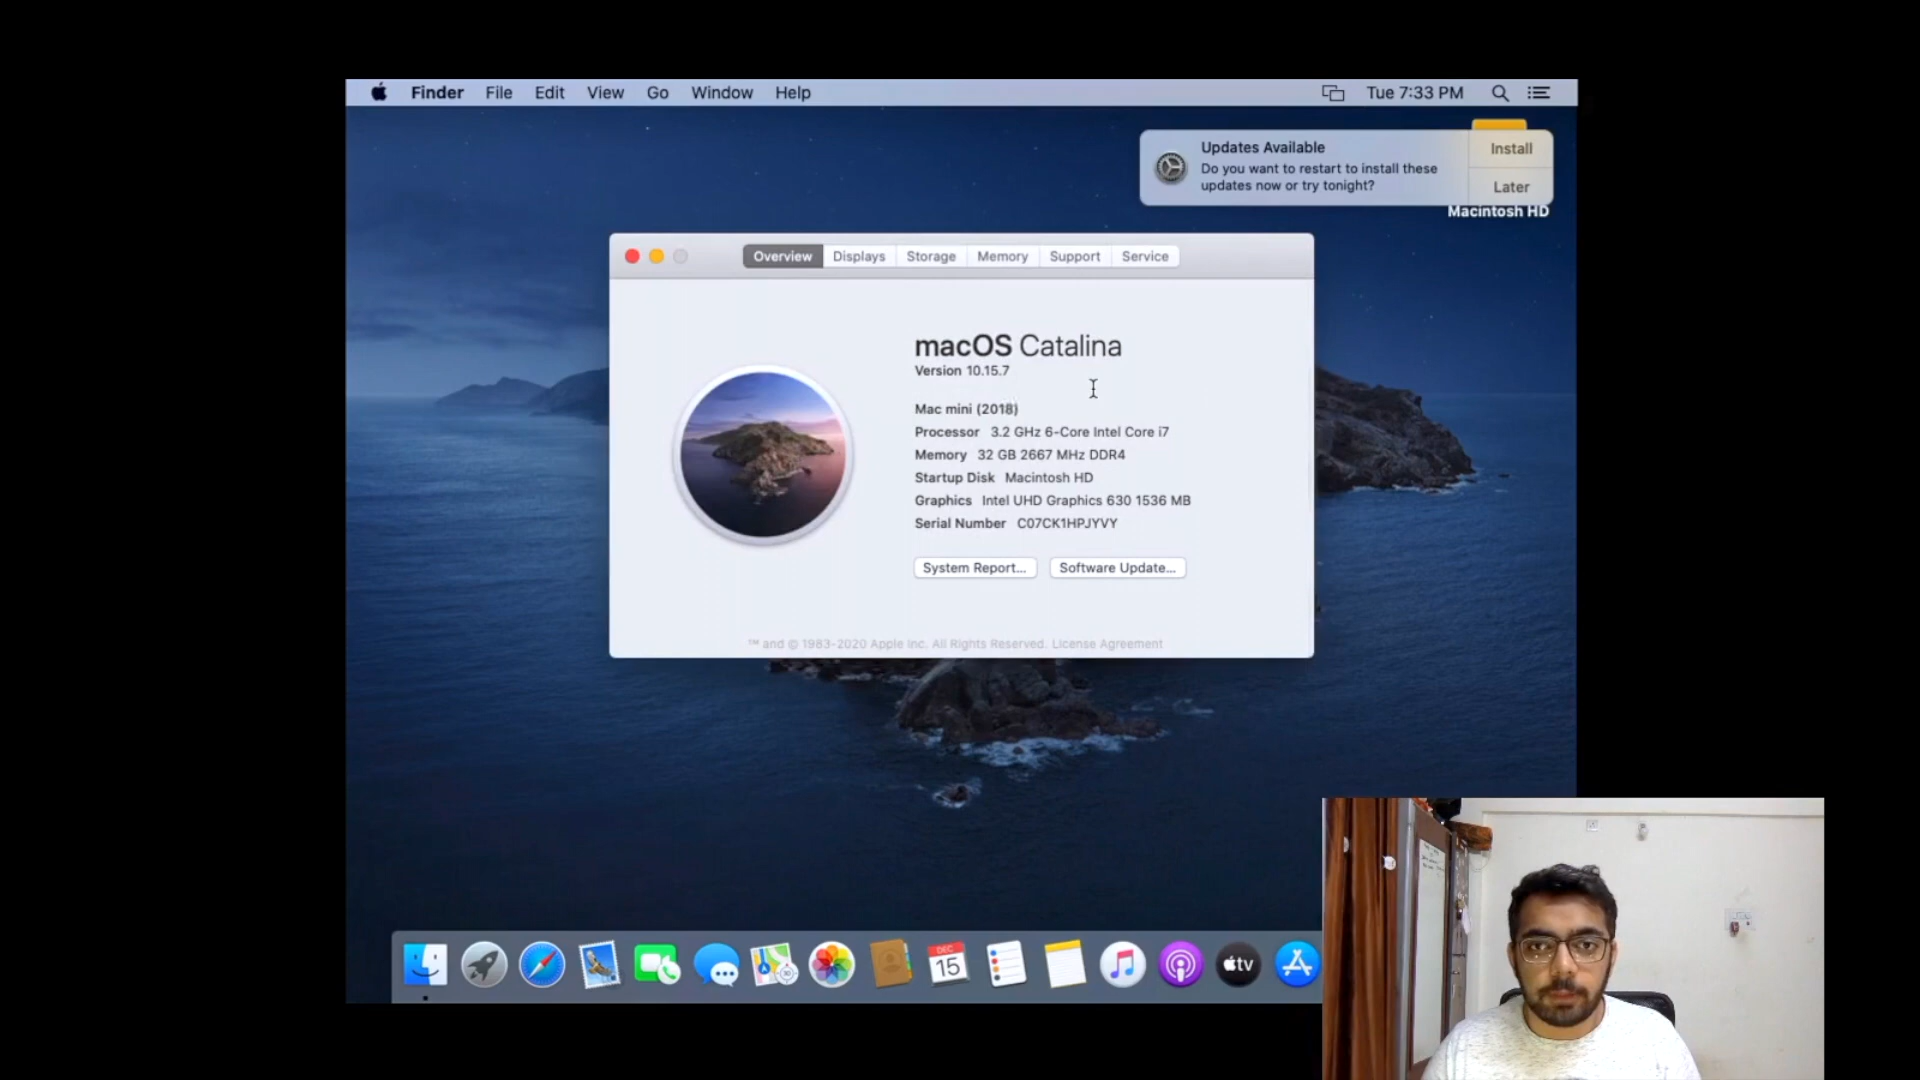 Finder File Edit View Go Window Help Tue 7:33 PM
Updates Available
Do you want to restart to install these
updates now or try tonight?
Install
Later
Macintosh HD
Overview Displays Storage Memory Support Service
macOS Catalina
Version 10.15.7
Mac mini (2018)
Processor 3.2 GHz 6-Core Intel Core i7
Memory 32 GB 2667 MHz DDR4
Startup Disk Macintosh HD
Graphics Intel UHD Graphics 630 1536 MB
Serial Number C07CK1HPJYVY
System Report... Software Update...
™ and © 1983-2020 Apple Inc. All Rights Reserved. License Agreement
DEC
15
tv